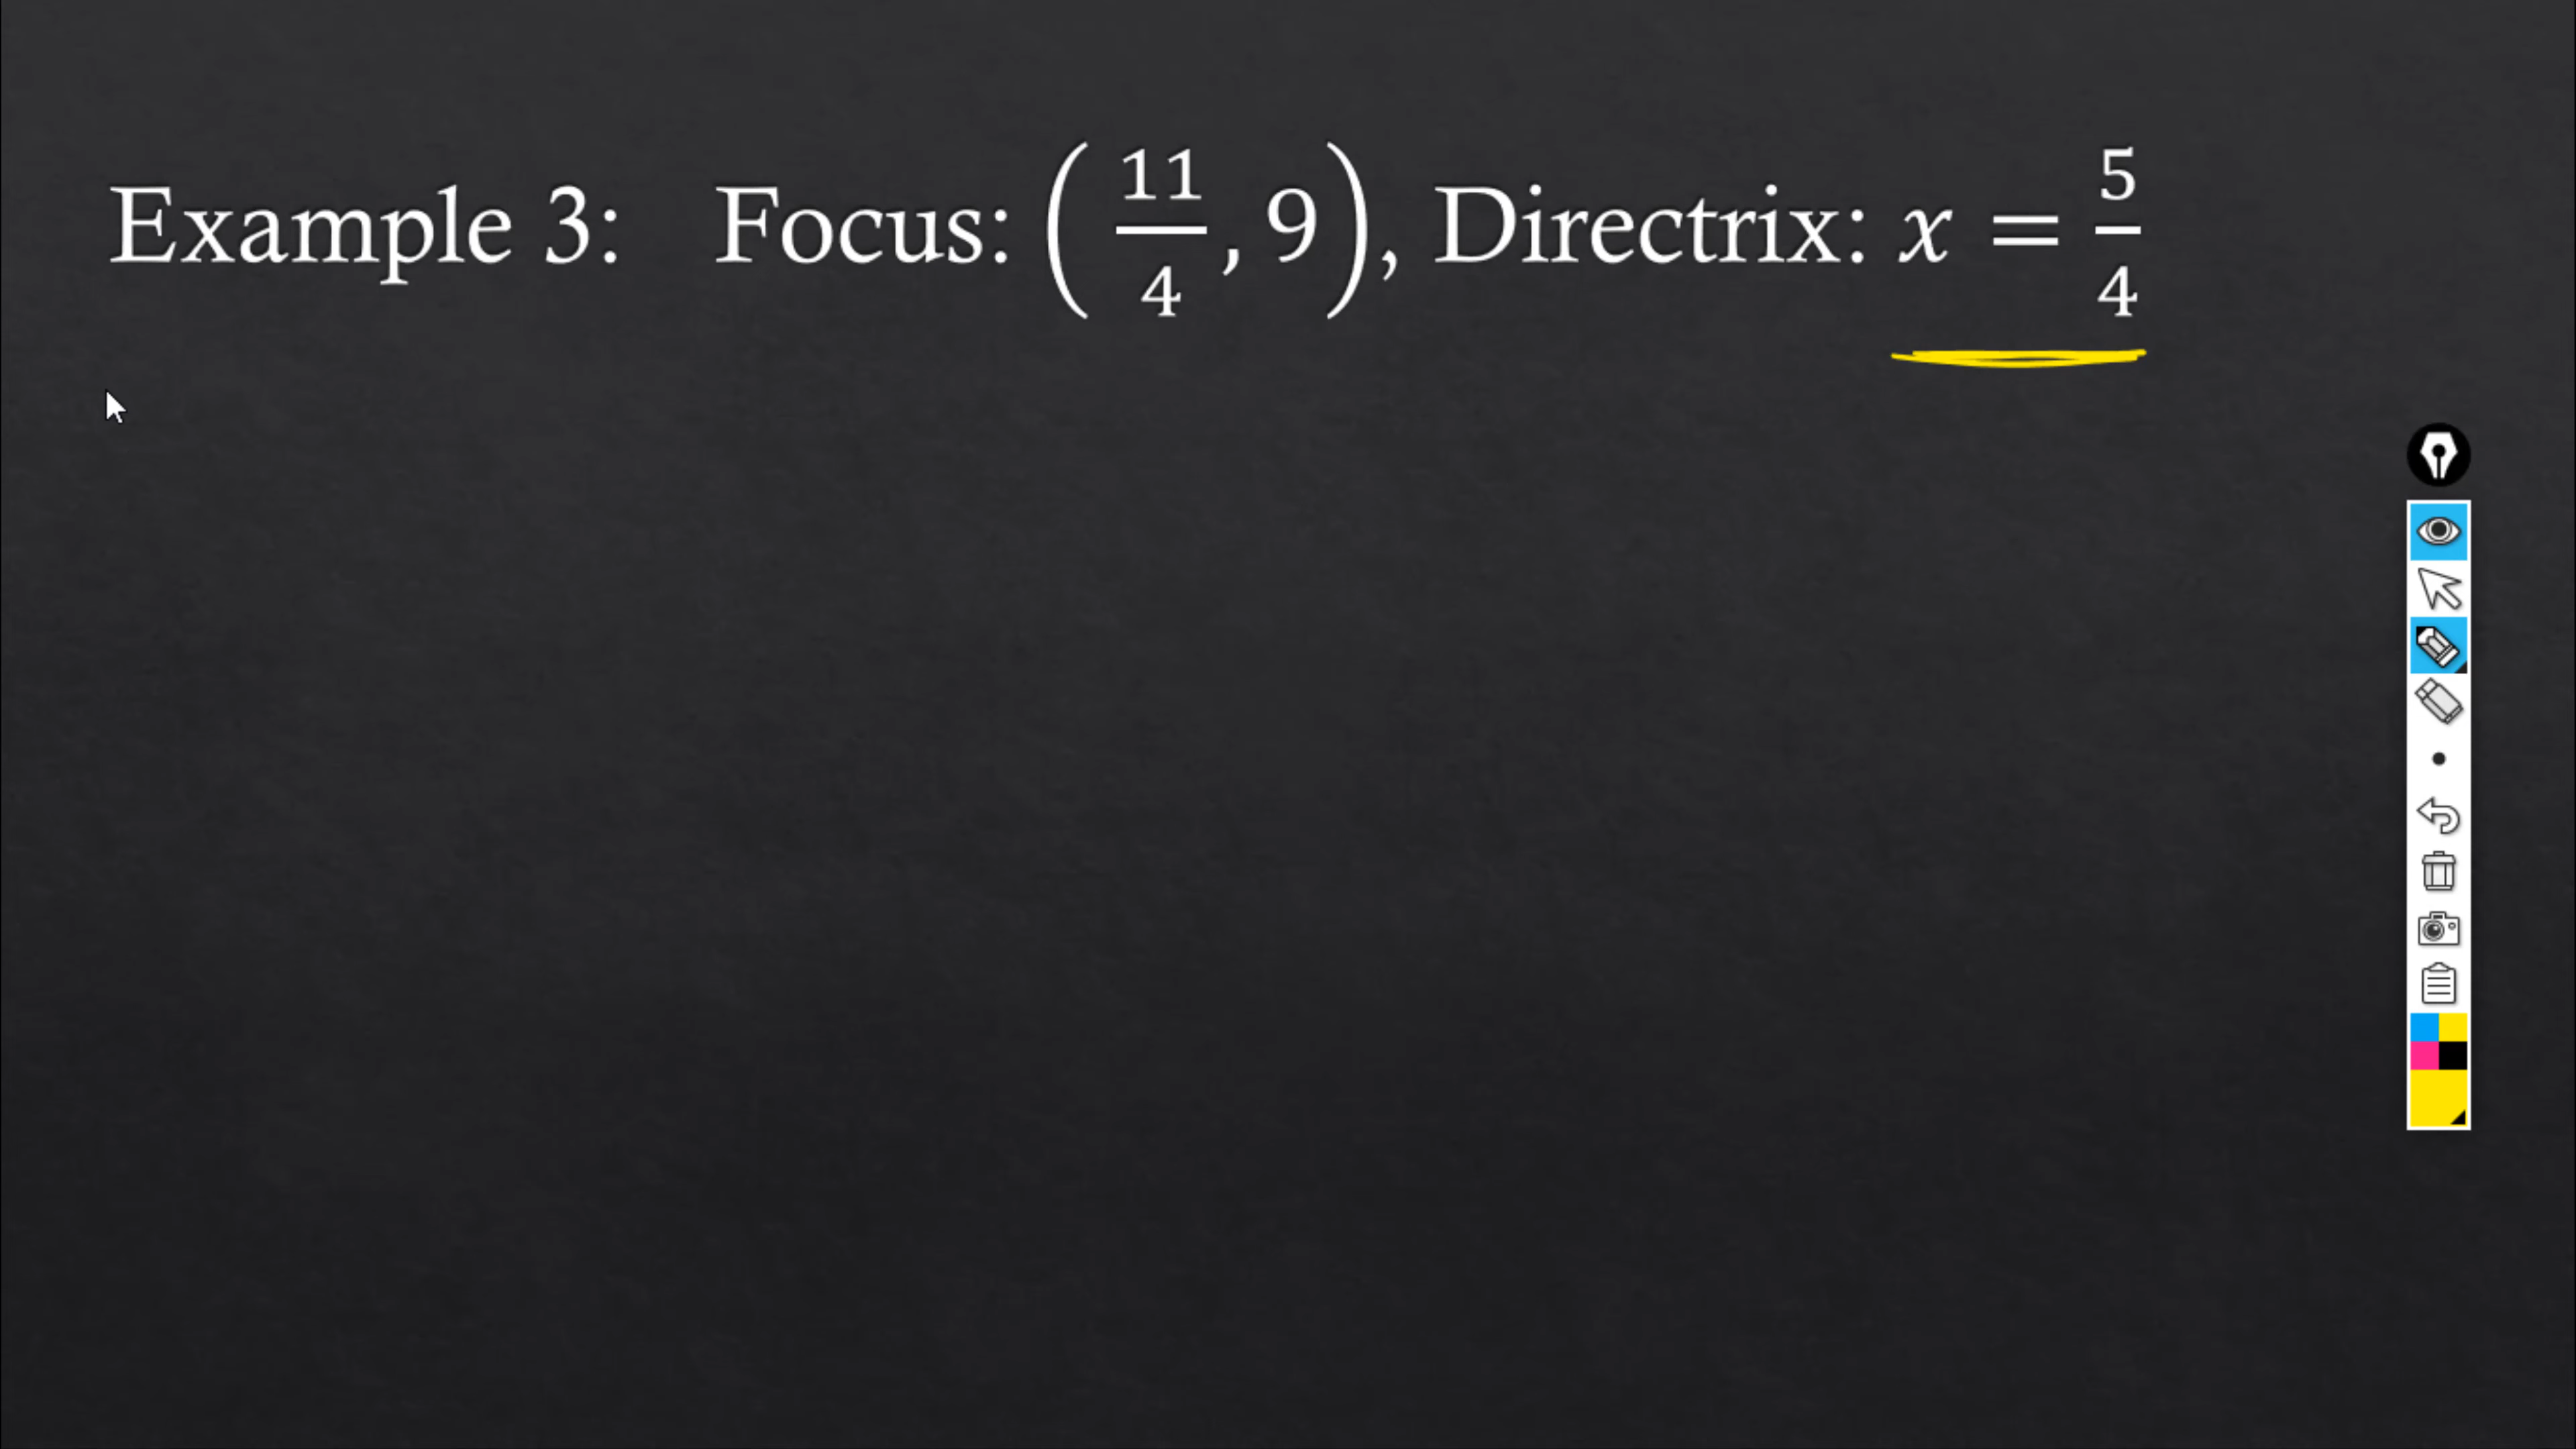 Example 3: Focus: (11/4, 9), Directrix: x = 5/4